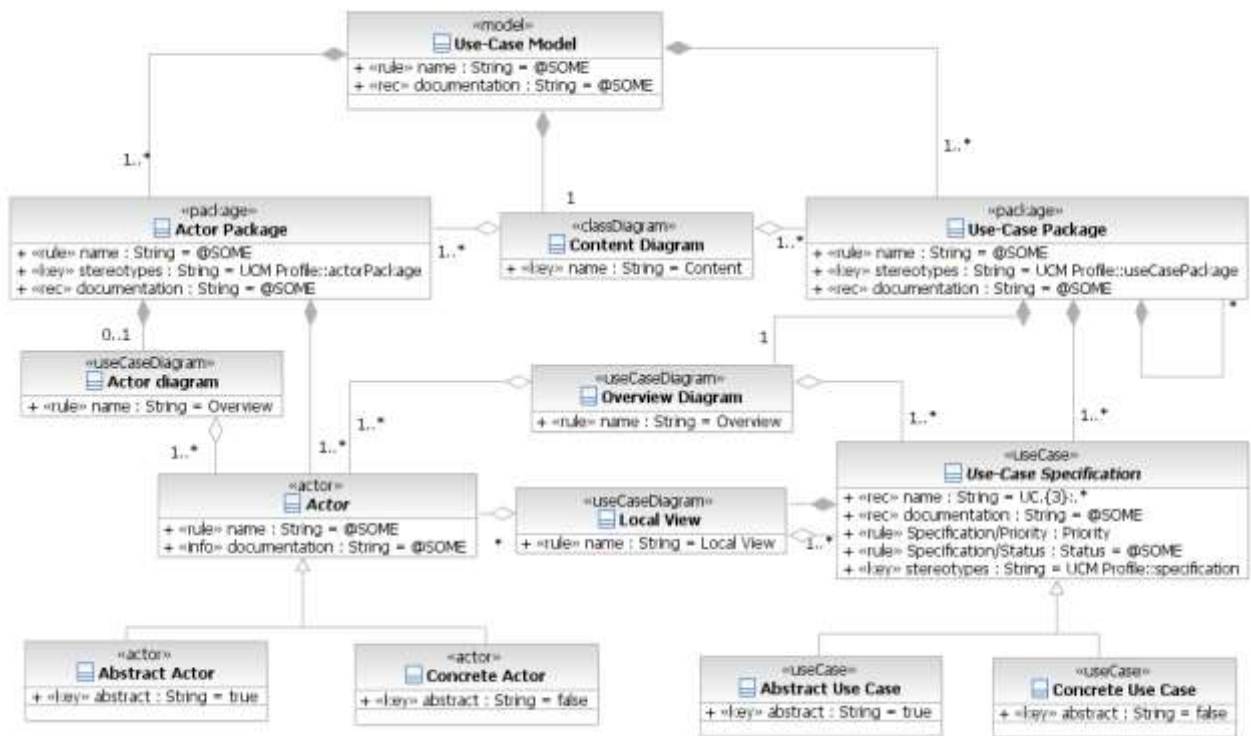 «model»
Use-Case Model
+ «rule» name : String = @SOME
+ «rec» documentation : String = @SOME
1..*
1..*
1
«package»
Actor Package
+ «rule» name : String = @SOME
+ «key» stereotypes : String = UCM Profile::actorPackage
+ «rec» documentation : String = @SOME
1..*
«classDiagram»
Content Diagram
+ «key» name : String = Content
1..*
«package»
Use-Case Package
+ «rule» name : String = @SOME
+ «key» stereotypes : String = UCM Profile::useCasePackage
+ «rec» documentation : String = @SOME
*
0..1
1
«useCaseDiagram»
Actor diagram
+ «rule» name : String = Overview
«useCaseDiagram»
Overview Diagram
+ «rule» name : String = Overview
1..*
1..*
1..*
1..*
1..*
«actor»
Actor
+ «rule» name : String = @SOME
+ «info» documentation : String = @SOME
*
«useCaseDiagram»
Local View
+ «rule» name : String = Local View
1..*
«useCase»
Use-Case Specification
+ «rec» name : String = UC.{3}:.*
+ «rec» documentation : String = @SOME
+ «rule» Specification/Priority : Priority
+ «rule» Specification/Status : Status = @SOME
+ «key» stereotypes : String = UCM Profile::specification
«actor»
Abstract Actor
+ «key» abstract : String = true
«actor»
Concrete Actor
+ «key» abstract : String = false
«useCase»
Abstract Use Case
+ «key» abstract : String = true
«useCase»
Concrete Use Case
+ «key» abstract : String = false